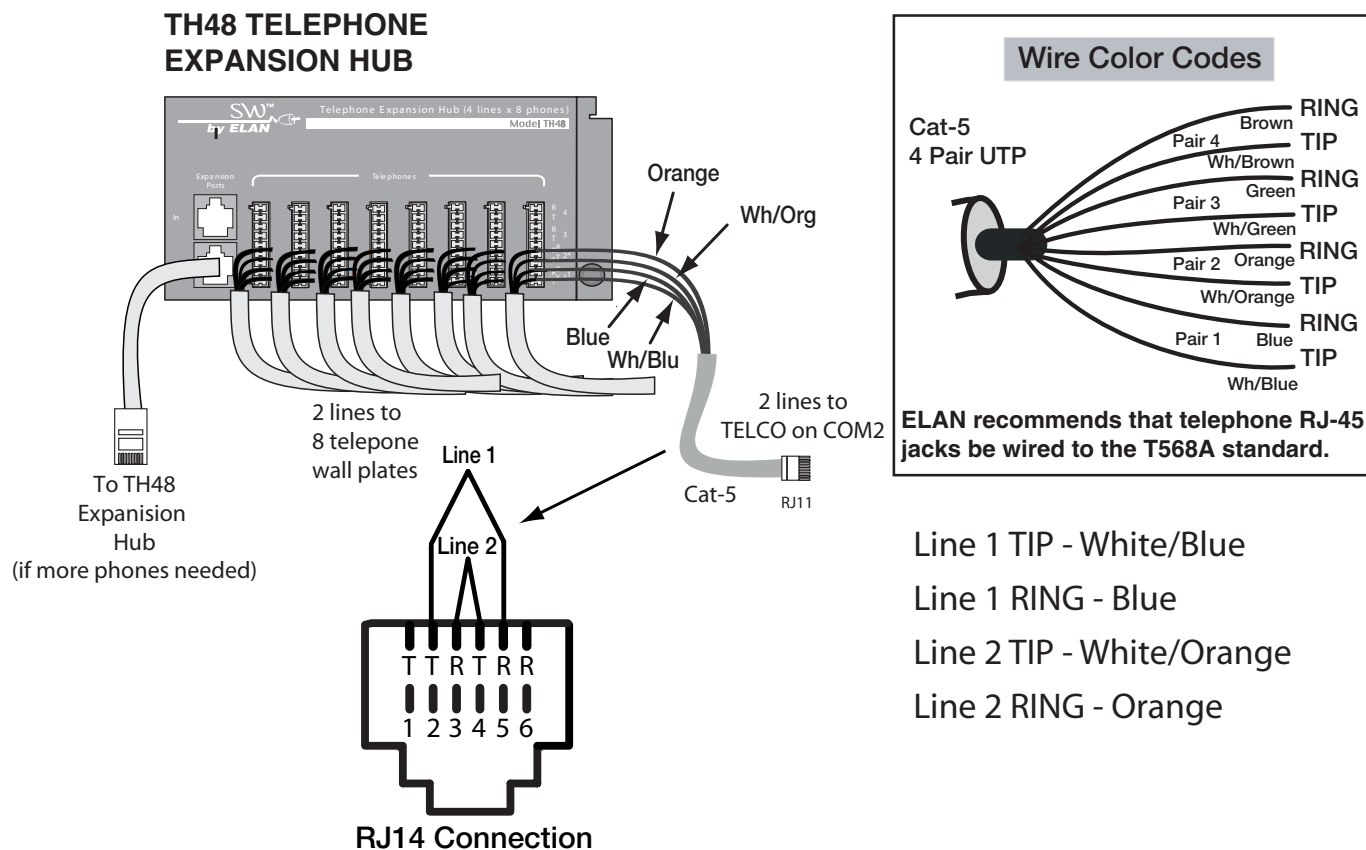 TH48 TELEPHONE
EXPANSION HUB
SW™
by ELAN
Telephone Expansion Hub (4 lines x 8 phones)
Model TH48
Expansion
Ports
Telephones
In
R
T
4
R
T
3
Orange
Wh/Org
Blue
Wh/Blu
2 lines to
8 telepone
wall plates
2 lines to
TELCO on COM2
Cat-5
RJ11
To TH48
Expanision
Hub
(if more phones needed)
Line 1
Line 2
T T R T R R
1 2 3 4 5 6
RJ14 Connection
Wire Color Codes
Cat-5
4 Pair UTP
RING
Brown
Pair 4
TIP
Wh/Brown
RING
Green
Pair 3
TIP
Wh/Green
RING
Orange
Pair 2
TIP
Wh/Orange
RING
Blue
Pair 1
TIP
Wh/Blue
ELAN recommends that telephone RJ-45
jacks be wired to the T568A standard.
Line 1 TIP - White/Blue
Line 1 RING - Blue
Line 2 TIP - White/Orange
Line 2 RING - Orange